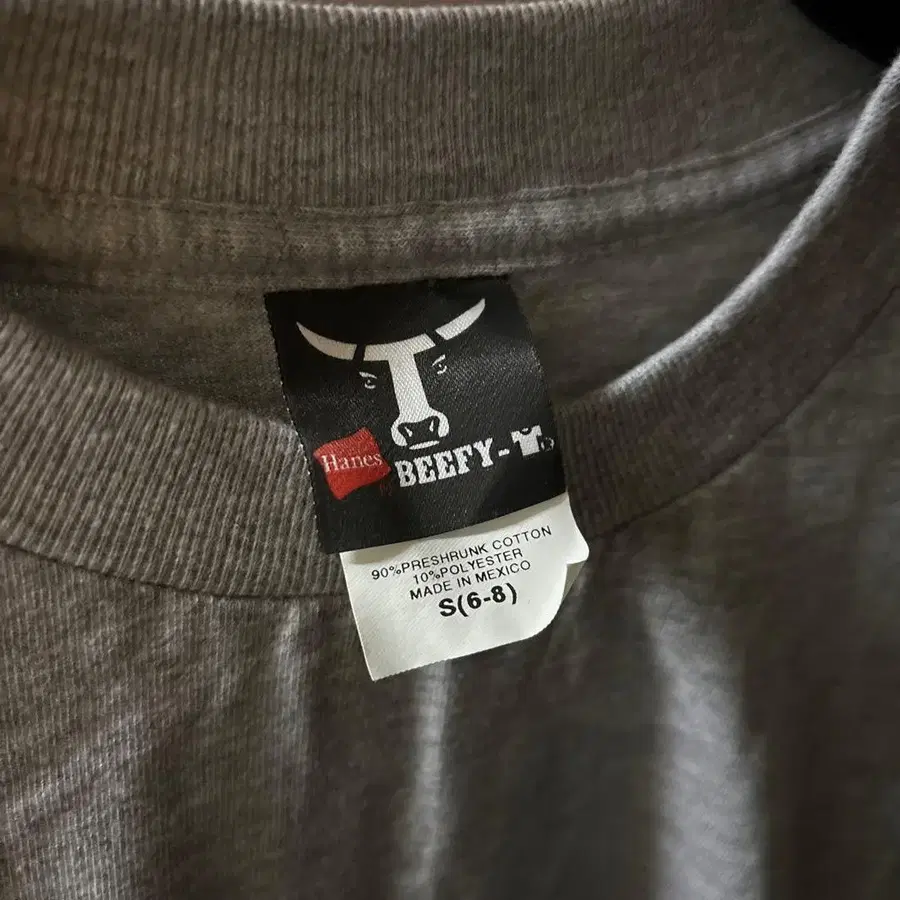 Hanes
BEEFY-T
90%PRESHRUNK COTTON
10%POLYESTER
MADE IN MEXICO
S(6-8)